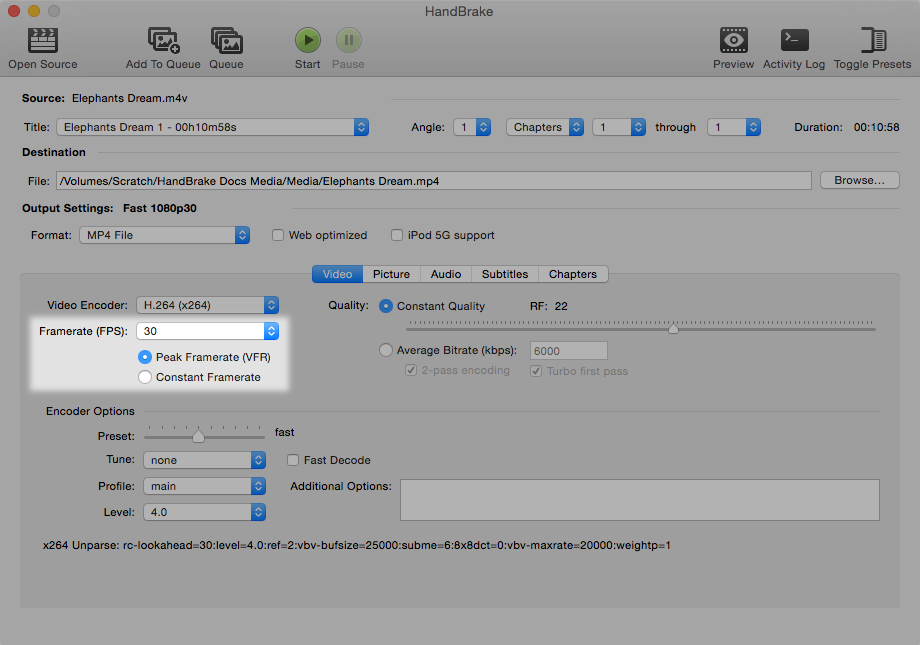 HandBrake
Open Source Add To Queue Queue Start Pause Preview Activity Log Toggle Presets
Source: Elephants Dream.m4v
Title: Elephants Dream 1 - 00h10m58s Angle: 1 Chapters 1 through 1 Duration: 00:10:58
Destination
File: /Volumes/Scratch/HandBrake Docs Media/Media/Elephants Dream.mp4 Browse...
Output Settings: Fast 1080p30
Format: MP4 File Web optimized iPod 5G support
Video Picture Audio Subtitles Chapters
Video Encoder: H.264 (x264) Quality: Constant Quality RF: 22
Framerate (FPS): 30
Average Bitrate (kbps): 6000
Peak Framerate (VFR)
2-pass encoding Turbo first pass
Constant Framerate
Encoder Options
Preset: fast
Tune: none Fast Decode
Profile: main Additional Options:
Level: 4.0
x264 Unparse: rc-lookahead=30:level=4.0:ref=2:vbv-bufsize=25000:subme=6:8x8dct=0:vbv-maxrate=20000:weightp=1